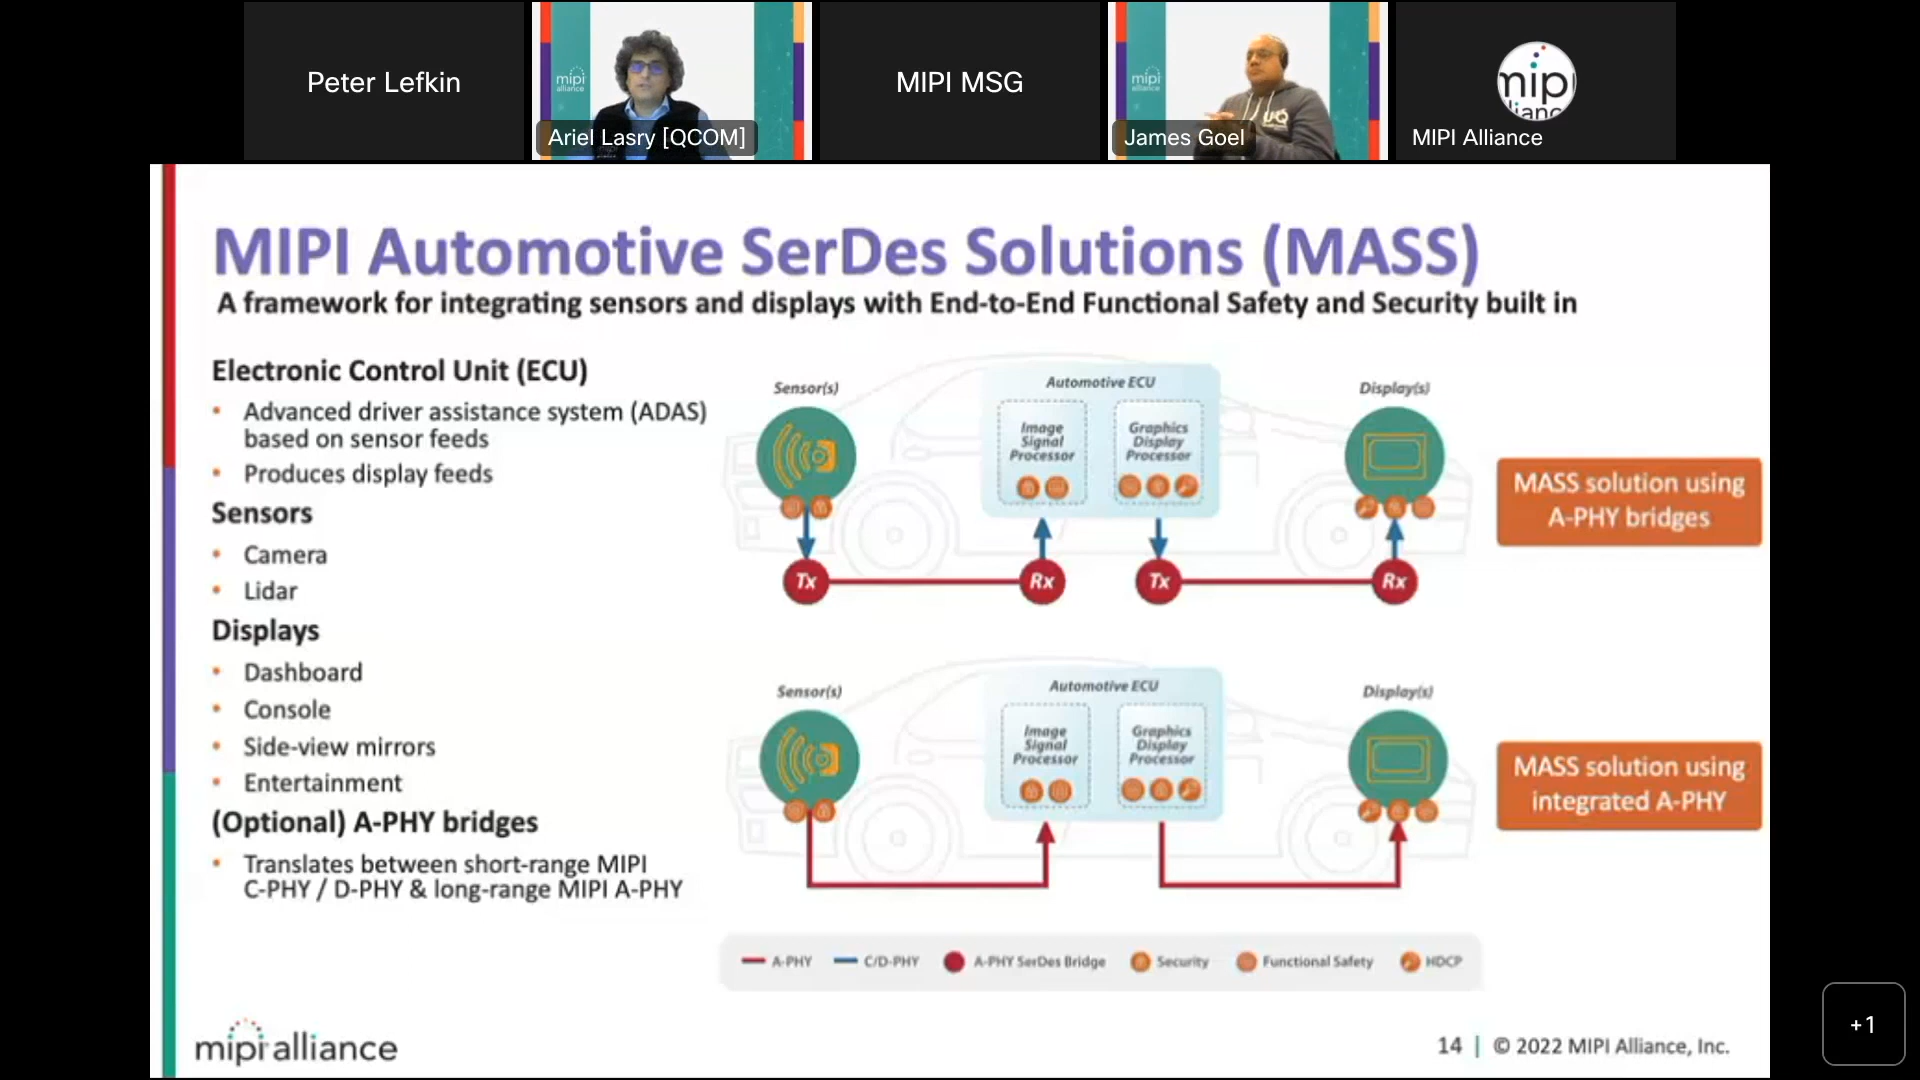 Peter Lefkin
mipi
alliance
Ariel Lasry [QCOM]
MIPI MSG
mipi
alliance
James Goel
MIPI Alliance
MIPI Automotive SerDes Solutions (MASS)
A framework for integrating sensors and displays with End-to-End Functional Safety and Security built in
Electronic Control Unit (ECU)
• Advanced driver assistance system (ADAS)
based on sensor feeds
• Produces display feeds
Sensors
• Camera
• Lidar
Displays
• Dashboard
• Console
• Side-view mirrors
• Entertainment
(Optional) A-PHY bridges
• Translates between short-range MIPI
C-PHY / D-PHY & long-range MIPI A-PHY
Sensor(s)
Automotive ECU
Image
Signal
Processor
Graphics
Display
Processor
Display(s)
Tx
Rx
Tx
Rx
MASS solution using
A-PHY bridges
Sensor(s)
Automotive ECU
Image
Signal
Processor
Graphics
Display
Processor
Display(s)
MASS solution using
integrated A-PHY
A-PHY
C/D-PHY
A-PHY SerDes Bridge
Security
Functional Safety
HDCP
mipi alliance
14 | © 2022 MIPI Alliance, Inc.
+1